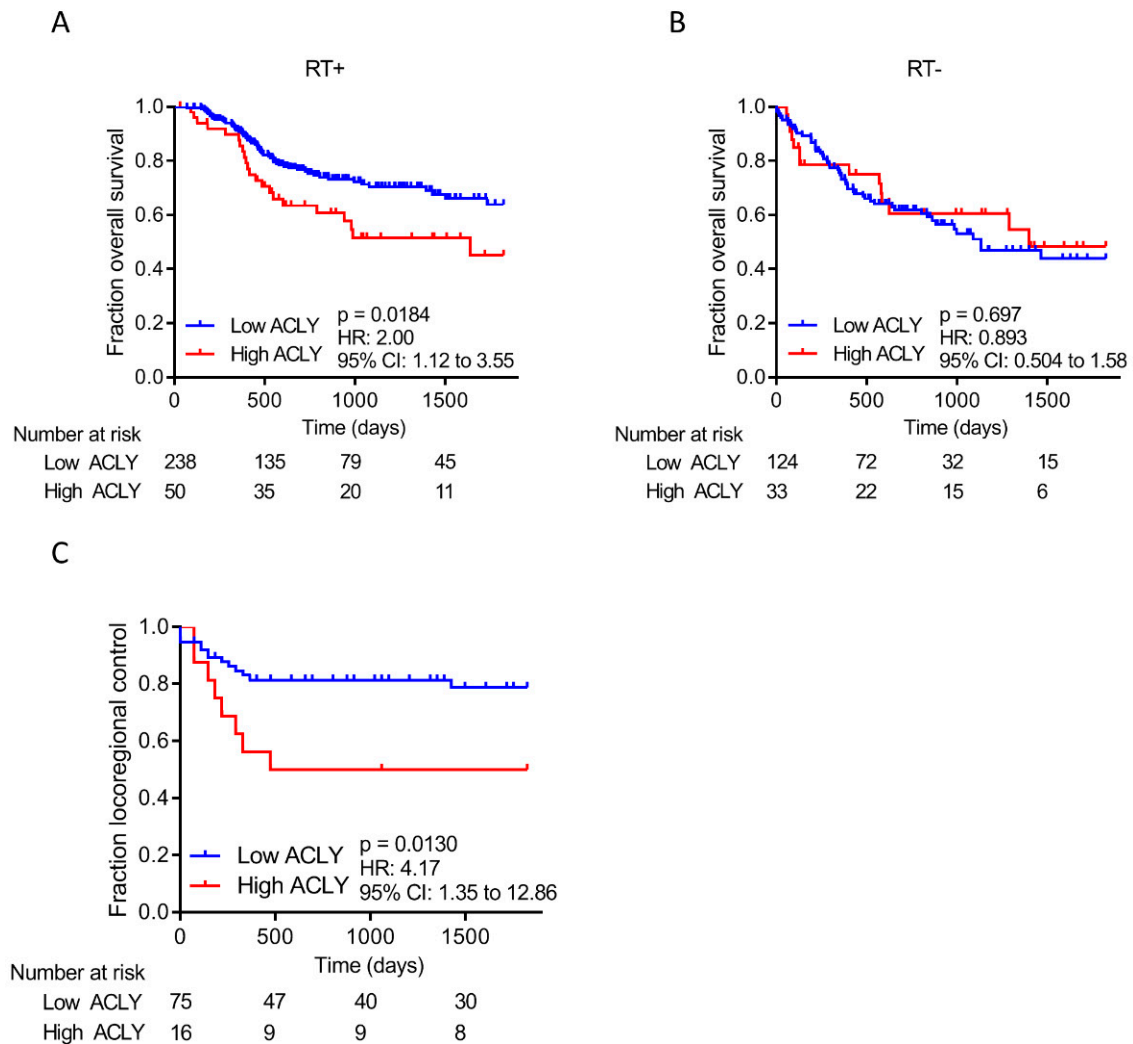 A
RT+
Fraction overall survival
1.0
0.8
0.6
0.4
0.2
0.0
Low ACLY
High ACLY
p = 0.0184
HR: 2.00
95% CI: 1.12 to 3.55
0 500 1000 1500
Time (days)
Number at risk
Low ACLY 238 135 79 45
High ACLY 50 35 20 11
B
RT-
Fraction overall survival
1.0
0.8
0.6
0.4
0.2
0.0
Low ACLY
High ACLY
p = 0.697
HR: 0.893
95% CI: 0.504 to 1.58
0 500 1000 1500
Time (days)
Number at risk
Low ACLY 124 72 32 15
High ACLY 33 22 15 6
C
Fraction locoregional control
1.0
0.8
0.6
0.4
0.2
0.0
Low ACLY
High ACLY
p = 0.0130
HR: 4.17
95% CI: 1.35 to 12.86
0 500 1000 1500
Time (days)
Number at risk
Low ACLY 75 47 40 30
High ACLY 16 9 9 8